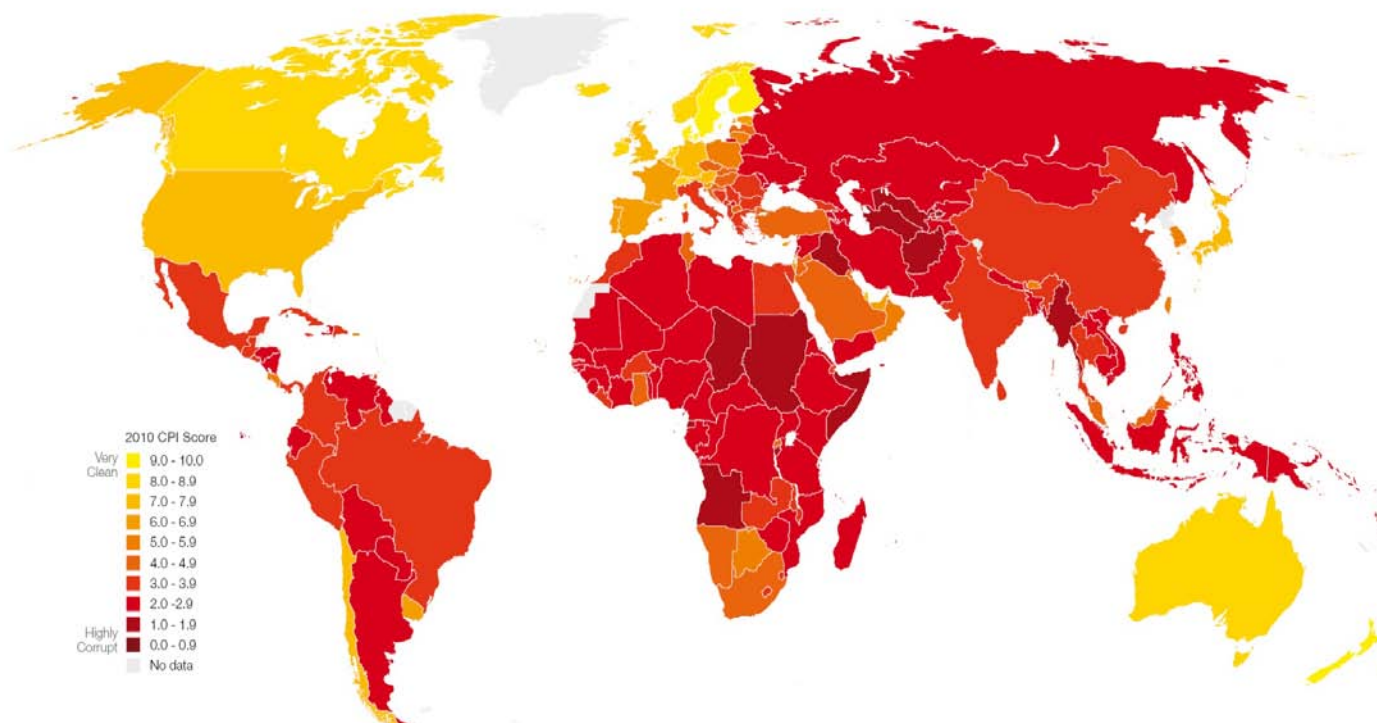 2010 CPI Score
Very
Clean
9.0 - 10.0
8.0 - 8.9
7.0 - 7.9
6.0 - 6.9
5.0 - 5.9
4.0 - 4.9
3.0 - 3.9
2.0 - 2.9
1.0 - 1.9
Highly
Corrupt
0.0 - 0.9
No data